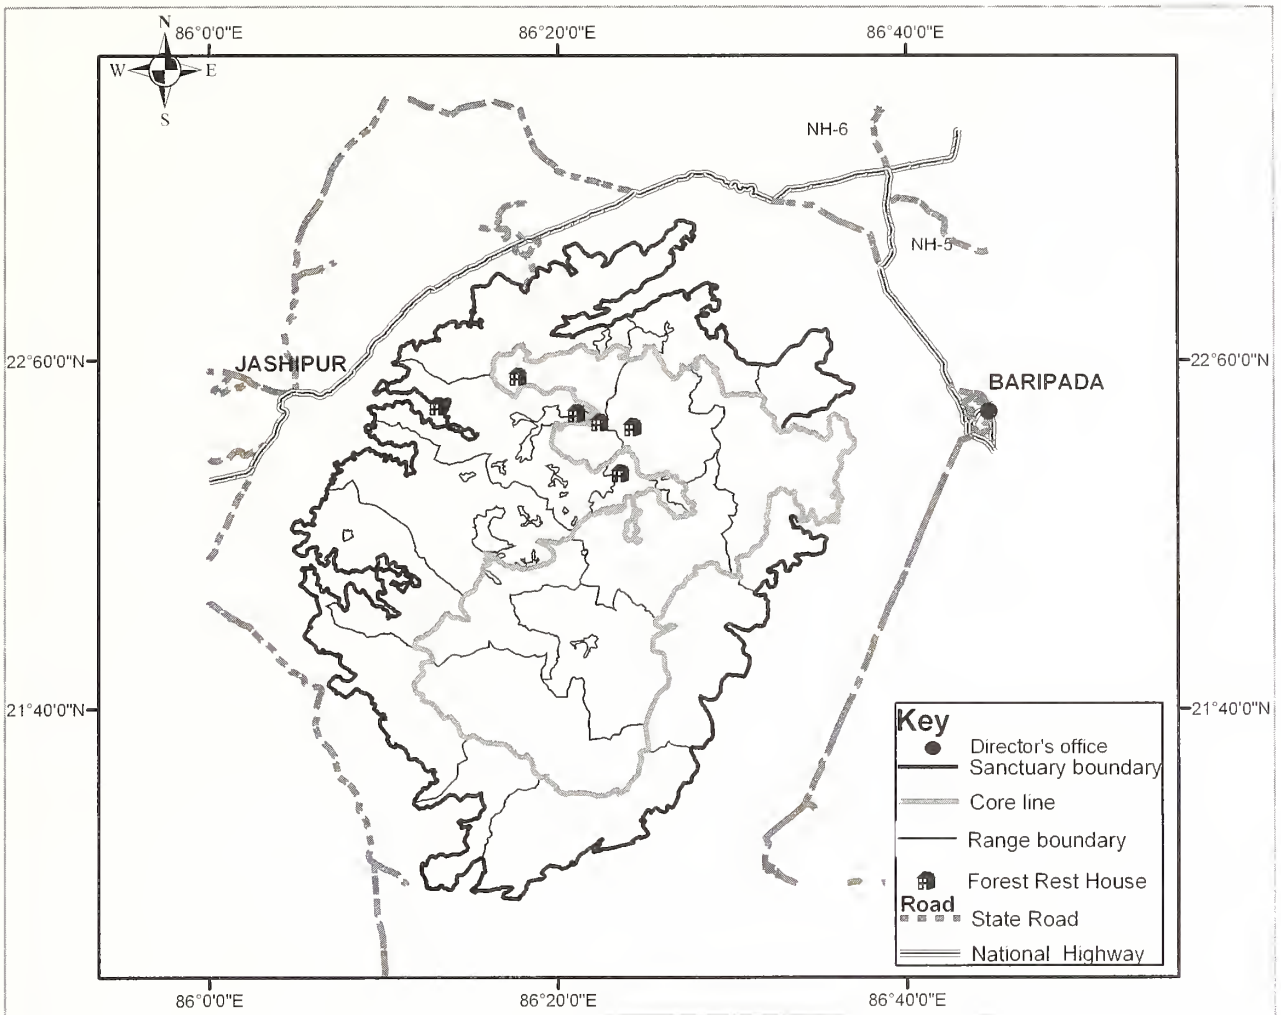 N
86°0'0"E 86°20'0"E 86°40'0"E
W E
S
NH-6
NH-5
22°60'0"N JASHIPUR 22°60'0"N
BARIPADA
21°40'0"N 21°40'0"N
Key
Director's office
Sanctuary boundary
Core line
Range boundary
Forest Rest House
Road
State Road
National Highway
86°0'0"E 86°20'0"E 86°40'0"E